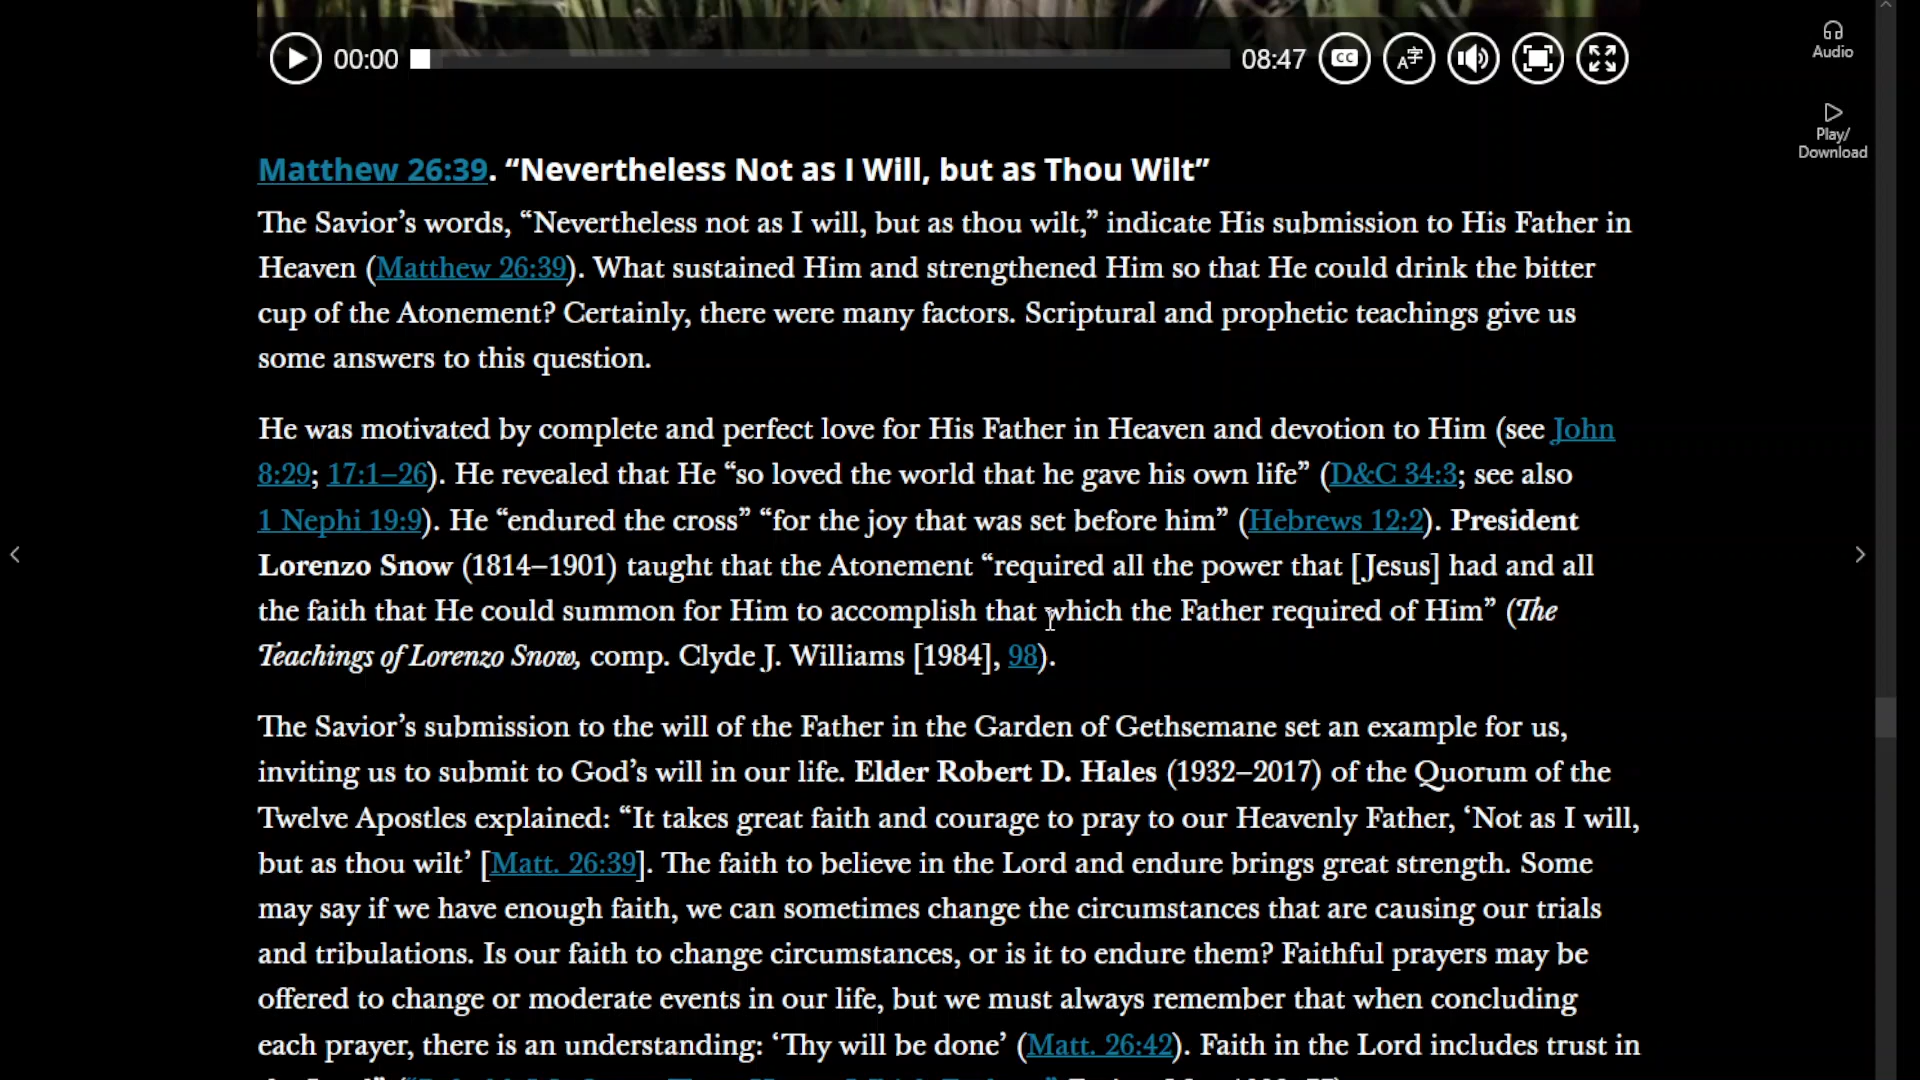 00:00
08:47
CC
A字
Audio
Play/
Download
Matthew 26:39. “Nevertheless Not as I Will, but as Thou Wilt”
The Savior’s words, “Nevertheless not as I will, but as thou wilt,” indicate His submission to His Father in
Heaven (Matthew 26:39). What sustained Him and strengthened Him so that He could drink the bitter
cup of the Atonement? Certainly, there were many factors. Scriptural and prophetic teachings give us
some answers to this question.
He was motivated by complete and perfect love for His Father in Heaven and devotion to Him (see John
8:29; 17:1–26). He revealed that He “so loved the world that he gave his own life” (D&C 34:3; see also
1 Nephi 19:9). He “endured the cross” “for the joy that was set before him” (Hebrews 12:2). President
Lorenzo Snow (1814–1901) taught that the Atonement “required all the power that [Jesus] had and all
the faith that He could summon for Him to accomplish that which the Father required of Him” (The
Teachings of Lorenzo Snow, comp. Clyde J. Williams [1984], 98).
The Savior’s submission to the will of the Father in the Garden of Gethsemane set an example for us,
inviting us to submit to God’s will in our life. Elder Robert D. Hales (1932–2017) of the Quorum of the
Twelve Apostles explained: “It takes great faith and courage to pray to our Heavenly Father, ‘Not as I will,
but as thou wilt’ [Matt. 26:39]. The faith to believe in the Lord and endure brings great strength. Some
may say if we have enough faith, we can sometimes change the circumstances that are causing our trials
and tribulations. Is our faith to change circumstances, or is it to endure them? Faithful prayers may be
offered to change or moderate events in our life, but we must always remember that when concluding
each prayer, there is an understanding: ‘Thy will be done’ (Matt. 26:42). Faith in the Lord includes trust in